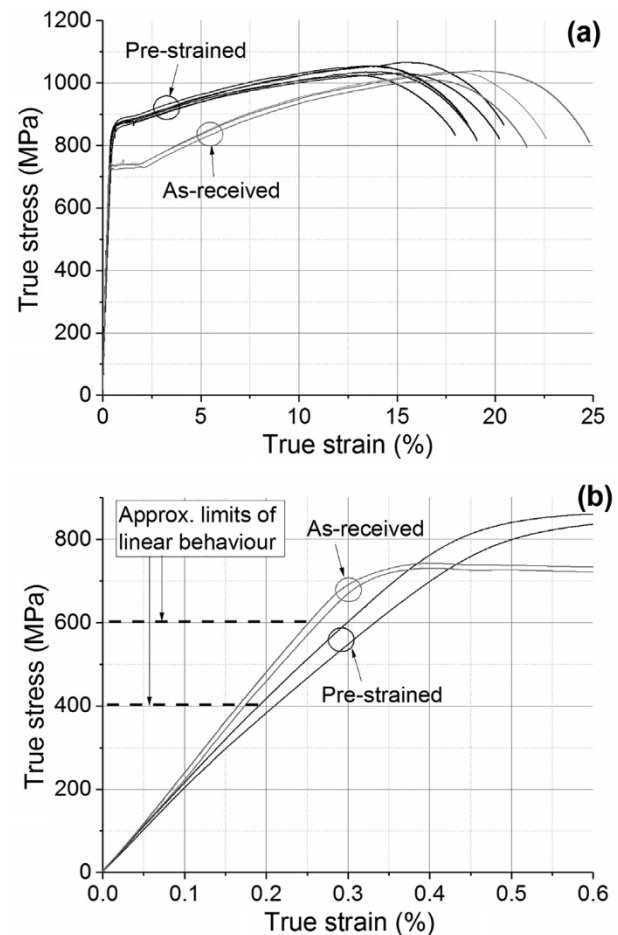 (a)
Pre-strained
As-received
1200
1000
800
600
400
200
0
True stress (MPa)
0
5
10
15
20
25
True strain (%)
(b)
Approx. limits of
linear behaviour
As-received
Pre-strained
800
600
400
200
0
True stress (MPa)
0.0
0.1
0.2
0.3
0.4
0.5
0.6
True strain (%)